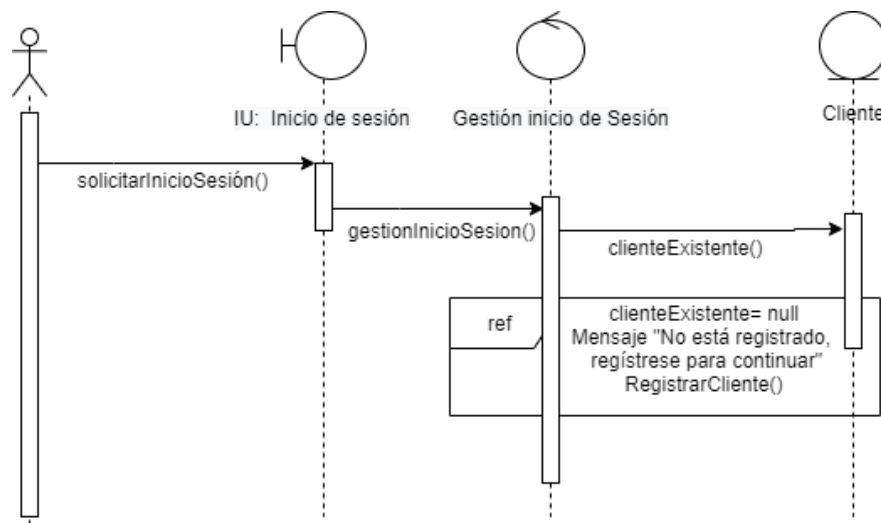 IU: Inicio de sesión
Gestión inicio de Sesión
Cliente
solicitarInicioSesión()
gestionInicioSesion()
clienteExistente()
ref
clienteExistente= null
Mensaje "No está registrado,
regístrese para continuar"
RegistrarCliente()